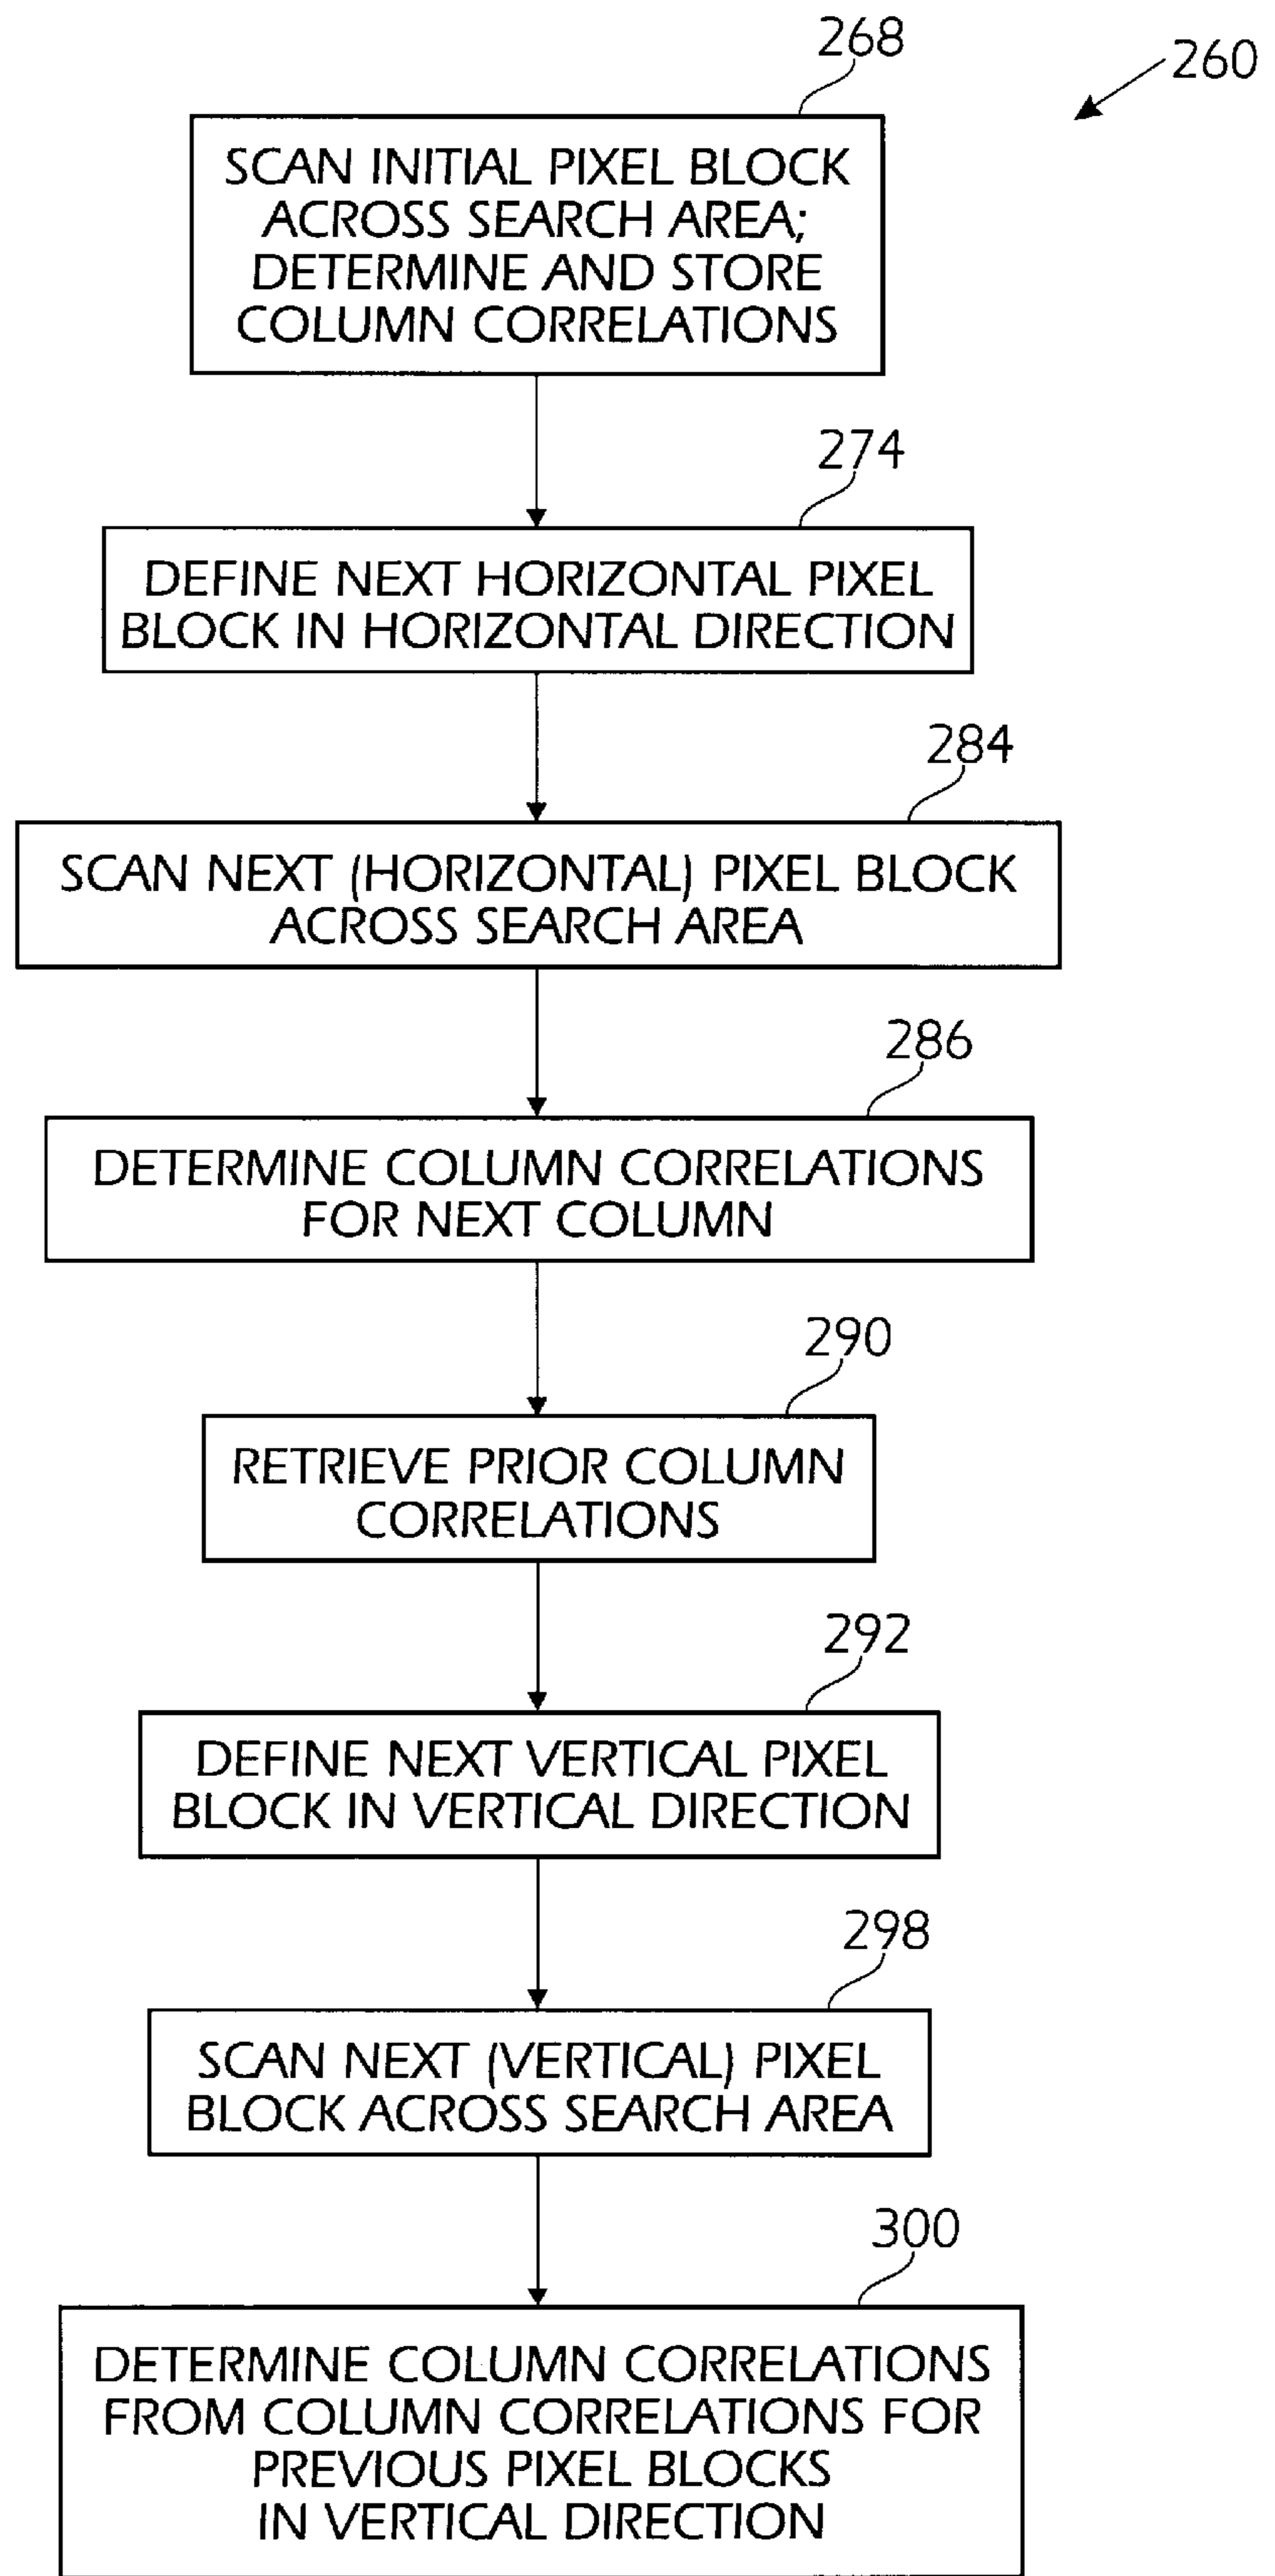 268
260
SCAN INITIAL PIXEL BLOCK
ACROSS SEARCH AREA;
DETERMINE AND STORE
COLUMN CORRELATIONS
274
DEFINE NEXT HORIZONTAL PIXEL
BLOCK IN HORIZONTAL DIRECTION
284
SCAN NEXT (HORIZONTAL) PIXEL BLOCK
ACROSS SEARCH AREA
286
DETERMINE COLUMN CORRELATIONS
FOR NEXT COLUMN
290
RETRIEVE PRIOR COLUMN
CORRELATIONS
292
DEFINE NEXT VERTICAL PIXEL
BLOCK IN VERTICAL DIRECTION
298
SCAN NEXT (VERTICAL) PIXEL
BLOCK ACROSS SEARCH AREA
300
DETERMINE COLUMN CORRELATIONS
FROM COLUMN CORRELATIONS FOR
PREVIOUS PIXEL BLOCKS
IN VERTICAL DIRECTION